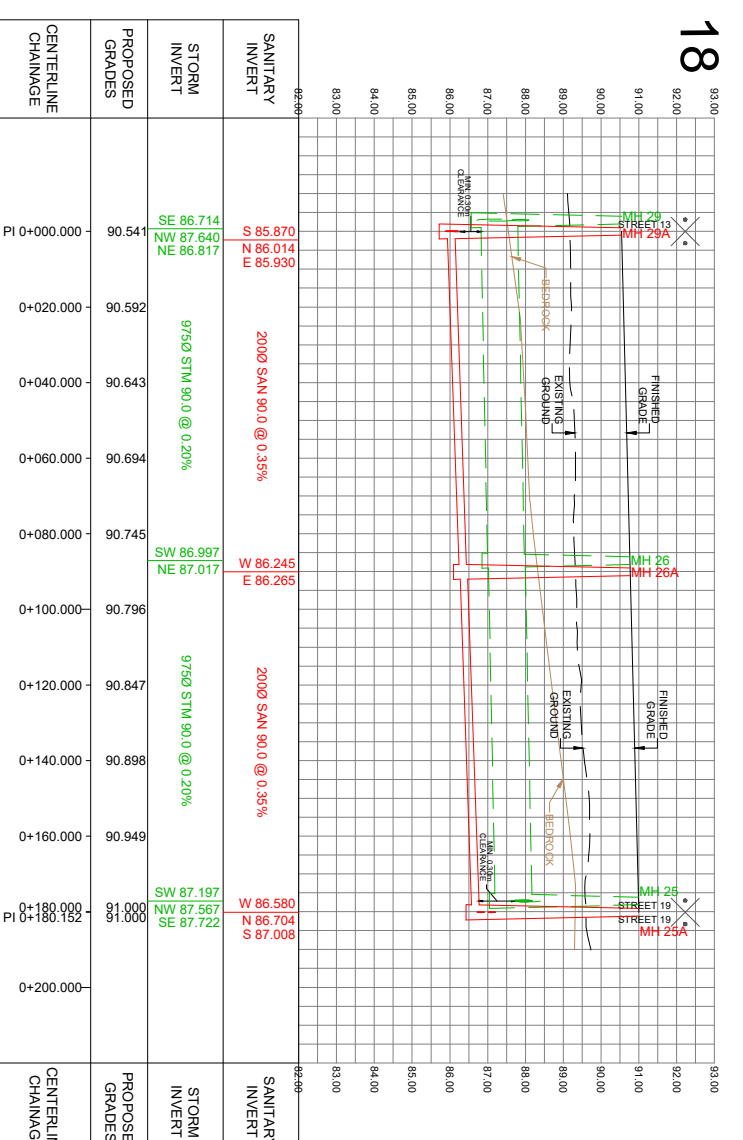 18
93.00
92.00
91.00
90.00
89.00
88.00
87.00
86.00
85.00
84.00
83.00
82.00
MH 29
STREET 13
MH 29A
MIN. 0.30m
CLEARANCE
BEDROCK
EXISTING
GROUND
FINISHED
GRADE
MH 26
MH 26A
EXISTING
GROUND
FINISHED
GRADE
BEDROCK
MIN. 0.30m
CLEARANCE
MH 25
STREET 19
STREET 19
MH 25A
93.00
92.00
91.00
90.00
89.00
88.00
87.00
86.00
85.00
84.00
83.00
82.00
SANITARY
INVERT
S 85.870
N 86.014
E 85.930
200Ø SAN 90.0 @ 0.35%
W 86.245
E 86.265
200Ø SAN 90.0 @ 0.35%
W 86.580
N 86.704
S 87.008
SANITARY
INVERT
STORM
INVERT
SE 86.714
NW 87.640
NE 86.817
975Ø STM 90.0 @ 0.20%
SW 86.997
NE 87.017
975Ø STM 90.0 @ 0.20%
SW 87.197
NW 87.567
SE 87.722
STORM
INVERT
PROPOSED
GRADES
90.541
90.592
90.643
90.694
90.745
90.796
90.847
90.898
90.949
91.000
91.000
PROPOSED
GRADES
CENTERLINE
CHAINAGE
PI 0+000.000
0+020.000
0+040.000
0+060.000
0+080.000
0+100.000
0+120.000
0+140.000
0+160.000
0+180.000
PI 0+180.152
0+200.000
CENTERLI
CHAINAG